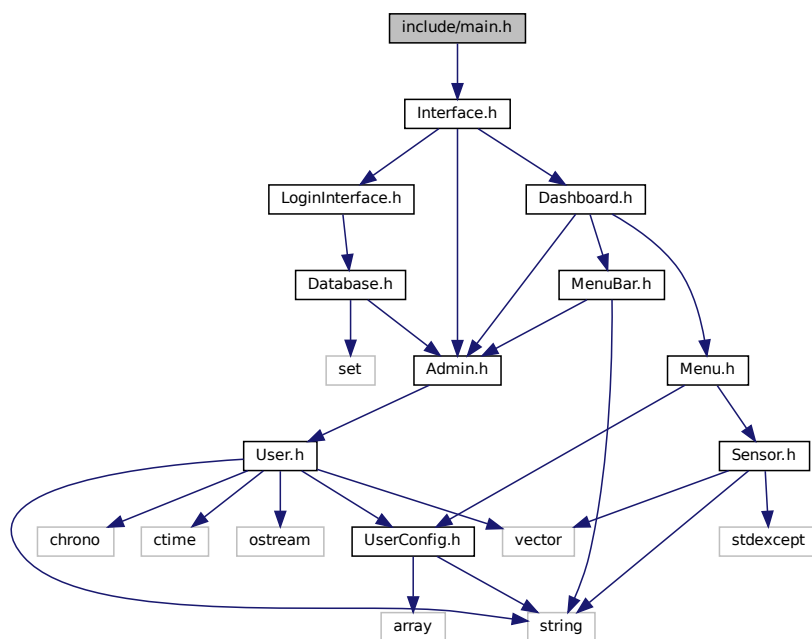 include/main.h
Interface.h
LoginInterface.h
Dashboard.h
Database.h
MenuBar.h
set
Admin.h
Menu.h
User.h
Sensor.h
chrono
ctime
ostream
UserConfig.h
vector
stdexcept
array
string